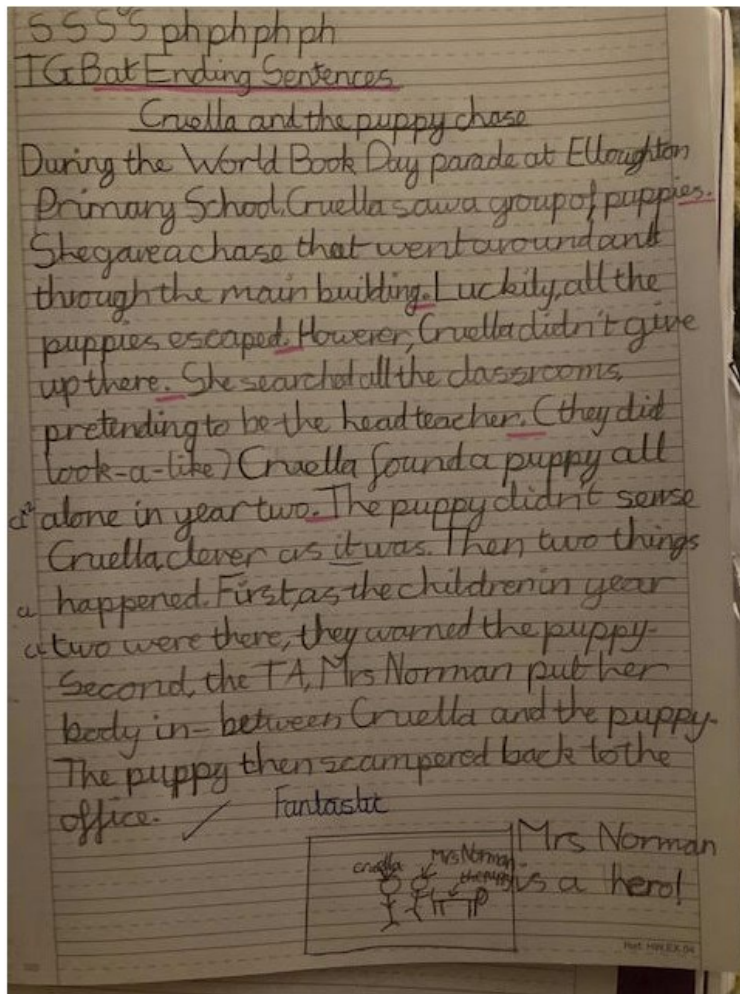 s s s s ph ph ph ph
TG Bat Ending Sentences
Cruella and the puppy chase
During the World Book Day parade at Elloughton
Primary School, Cruella saw a group of puppies.
She gave a chase that went around and
through the main building. Luckily, all the
puppies escaped. However, Cruella didn't give
up there. She searched all the classrooms,
pretending to be the headteacher. (they did
look-a-like) Cruella found a puppy all
alone in year two. The puppy didn't sense
Cruella, clever as it was. Then two things
a happened. First, as the children in year
a two were there, they warned the puppy.
Second, the TA, Mrs Norman put her
body in-between Cruella and the puppy.
The puppy then scampered back to the
office.
Fantastic
Mrs Norman
is a hero!
Cruella
Mrs Norman
the puppy